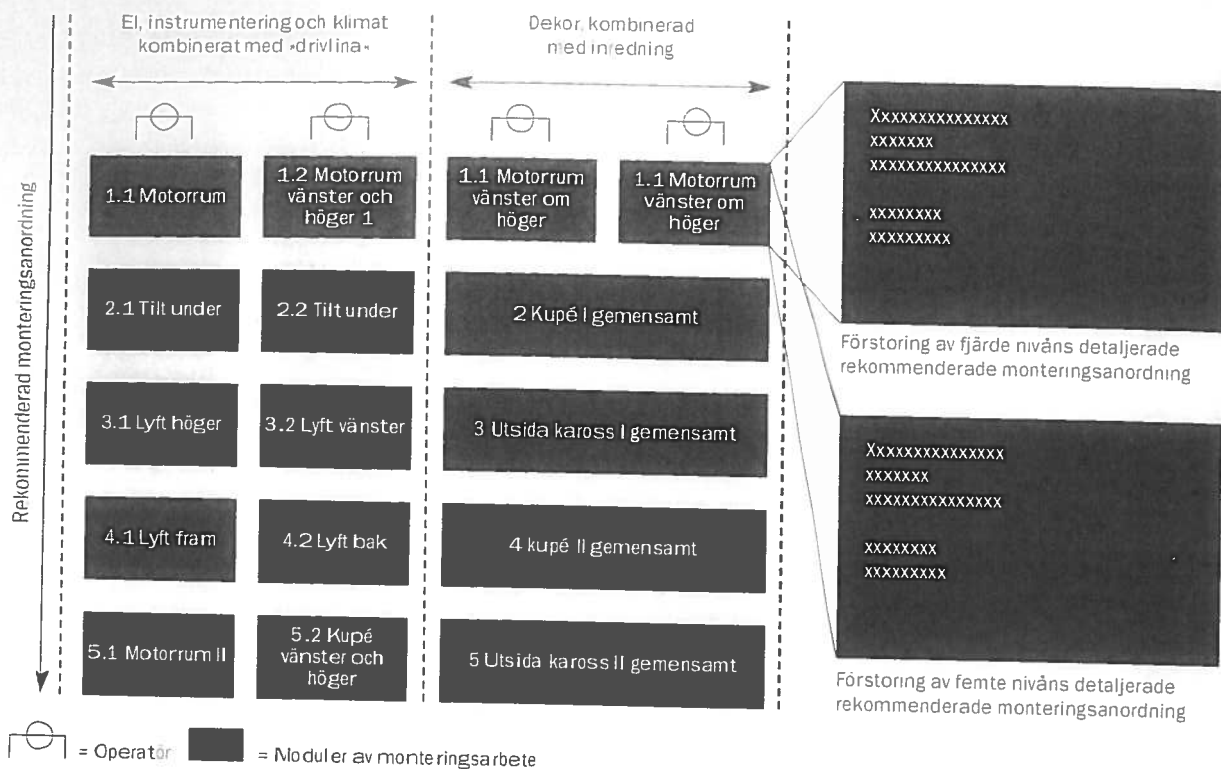 El, instrumentering och klimat
kombinerat med »drivlina«
Dekor, kombinerad
med inredning
Rekommenderad monteringsanordning
1.1 Motorrum
1.2 Motorrum
vänster och
höger 1
1.1 Motorrum
vänster om
höger
1.1 Motorrum
vänster om
höger
2.1 Tilt under
2.2 Tilt under
2 Kupé I gemensamt
3.1 Lyft höger
3.2 Lyft vänster
3 Utsida kaross I gemensamt
4.1 Lyft fram
4.2 Lyft bak
4 kupé II gemensamt
5.1 Motorrum II
5.2 Kupé
vänster och
höger
5 Utsida kaross II gemensamt
Xxxxxxxxxxxxxxxx
xxxxxxx
xxxxxxxxxxxxxxx
xxxxxxxx
xxxxxxxxx
Förstoring av fjärde nivåns detaljerade
rekommenderade monteringsanordning
Xxxxxxxxxxxxxxxx
xxxxxxx
xxxxxxxxxxxxxxx
xxxxxxxx
xxxxxxxxx
Förstoring av femte nivåns detaljerade
rekommenderade monteringsanordning
= Operatör
= Moduler av monteringsarbete